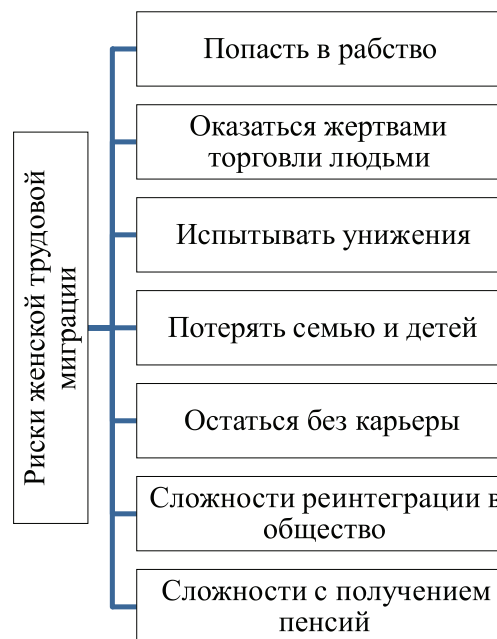 Риски женской трудовой
миграции
Попасть в рабство
Оказаться жертвами
торговли людьми
Испытывать унижения
Потерять семью и детей
Остаться без карьеры
Сложности реинтеграции в
общество
Сложности с получением
пенсий